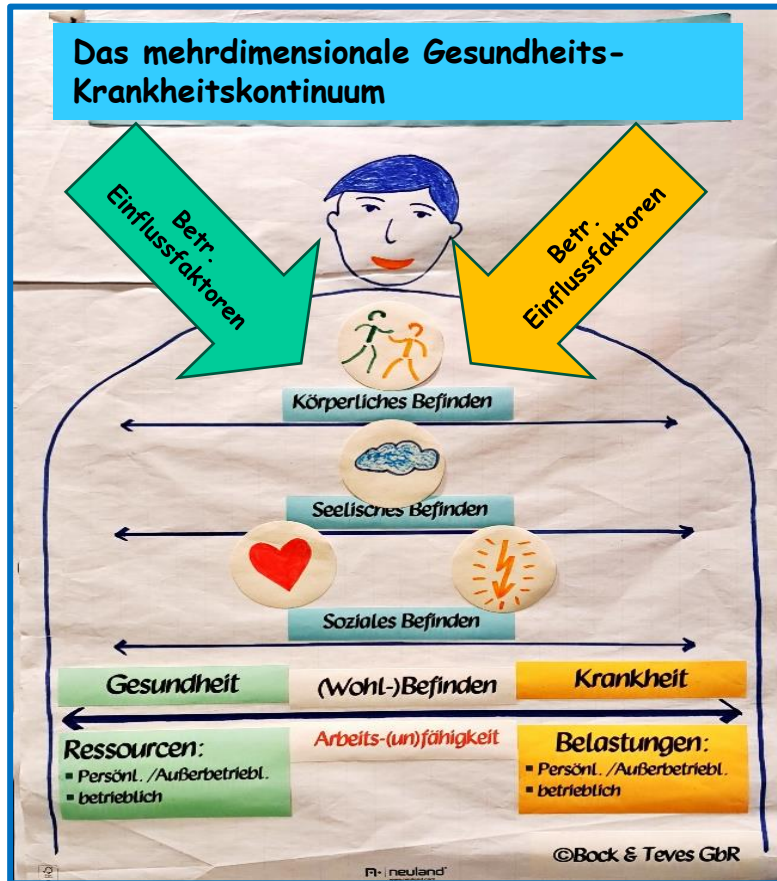 Das mehrdimensionale Gesundheits-
Krankheitskontinuum
Betr.
Einflussfaktoren
Betr.
Einflussfaktoren
Körperliches Befinden
Seelisches Befinden
Soziales Befinden
Gesundheit
(Wohl-)Befinden
Krankheit
Ressourcen:
▪ Persönl./Außerbetriebl.
▪ betrieblich
Arbeits-(un)fähigkeit
Belastungen:
▪ Persönl./Außerbetriebl.
▪ betrieblich
©Bock & Teves GbR
neuland